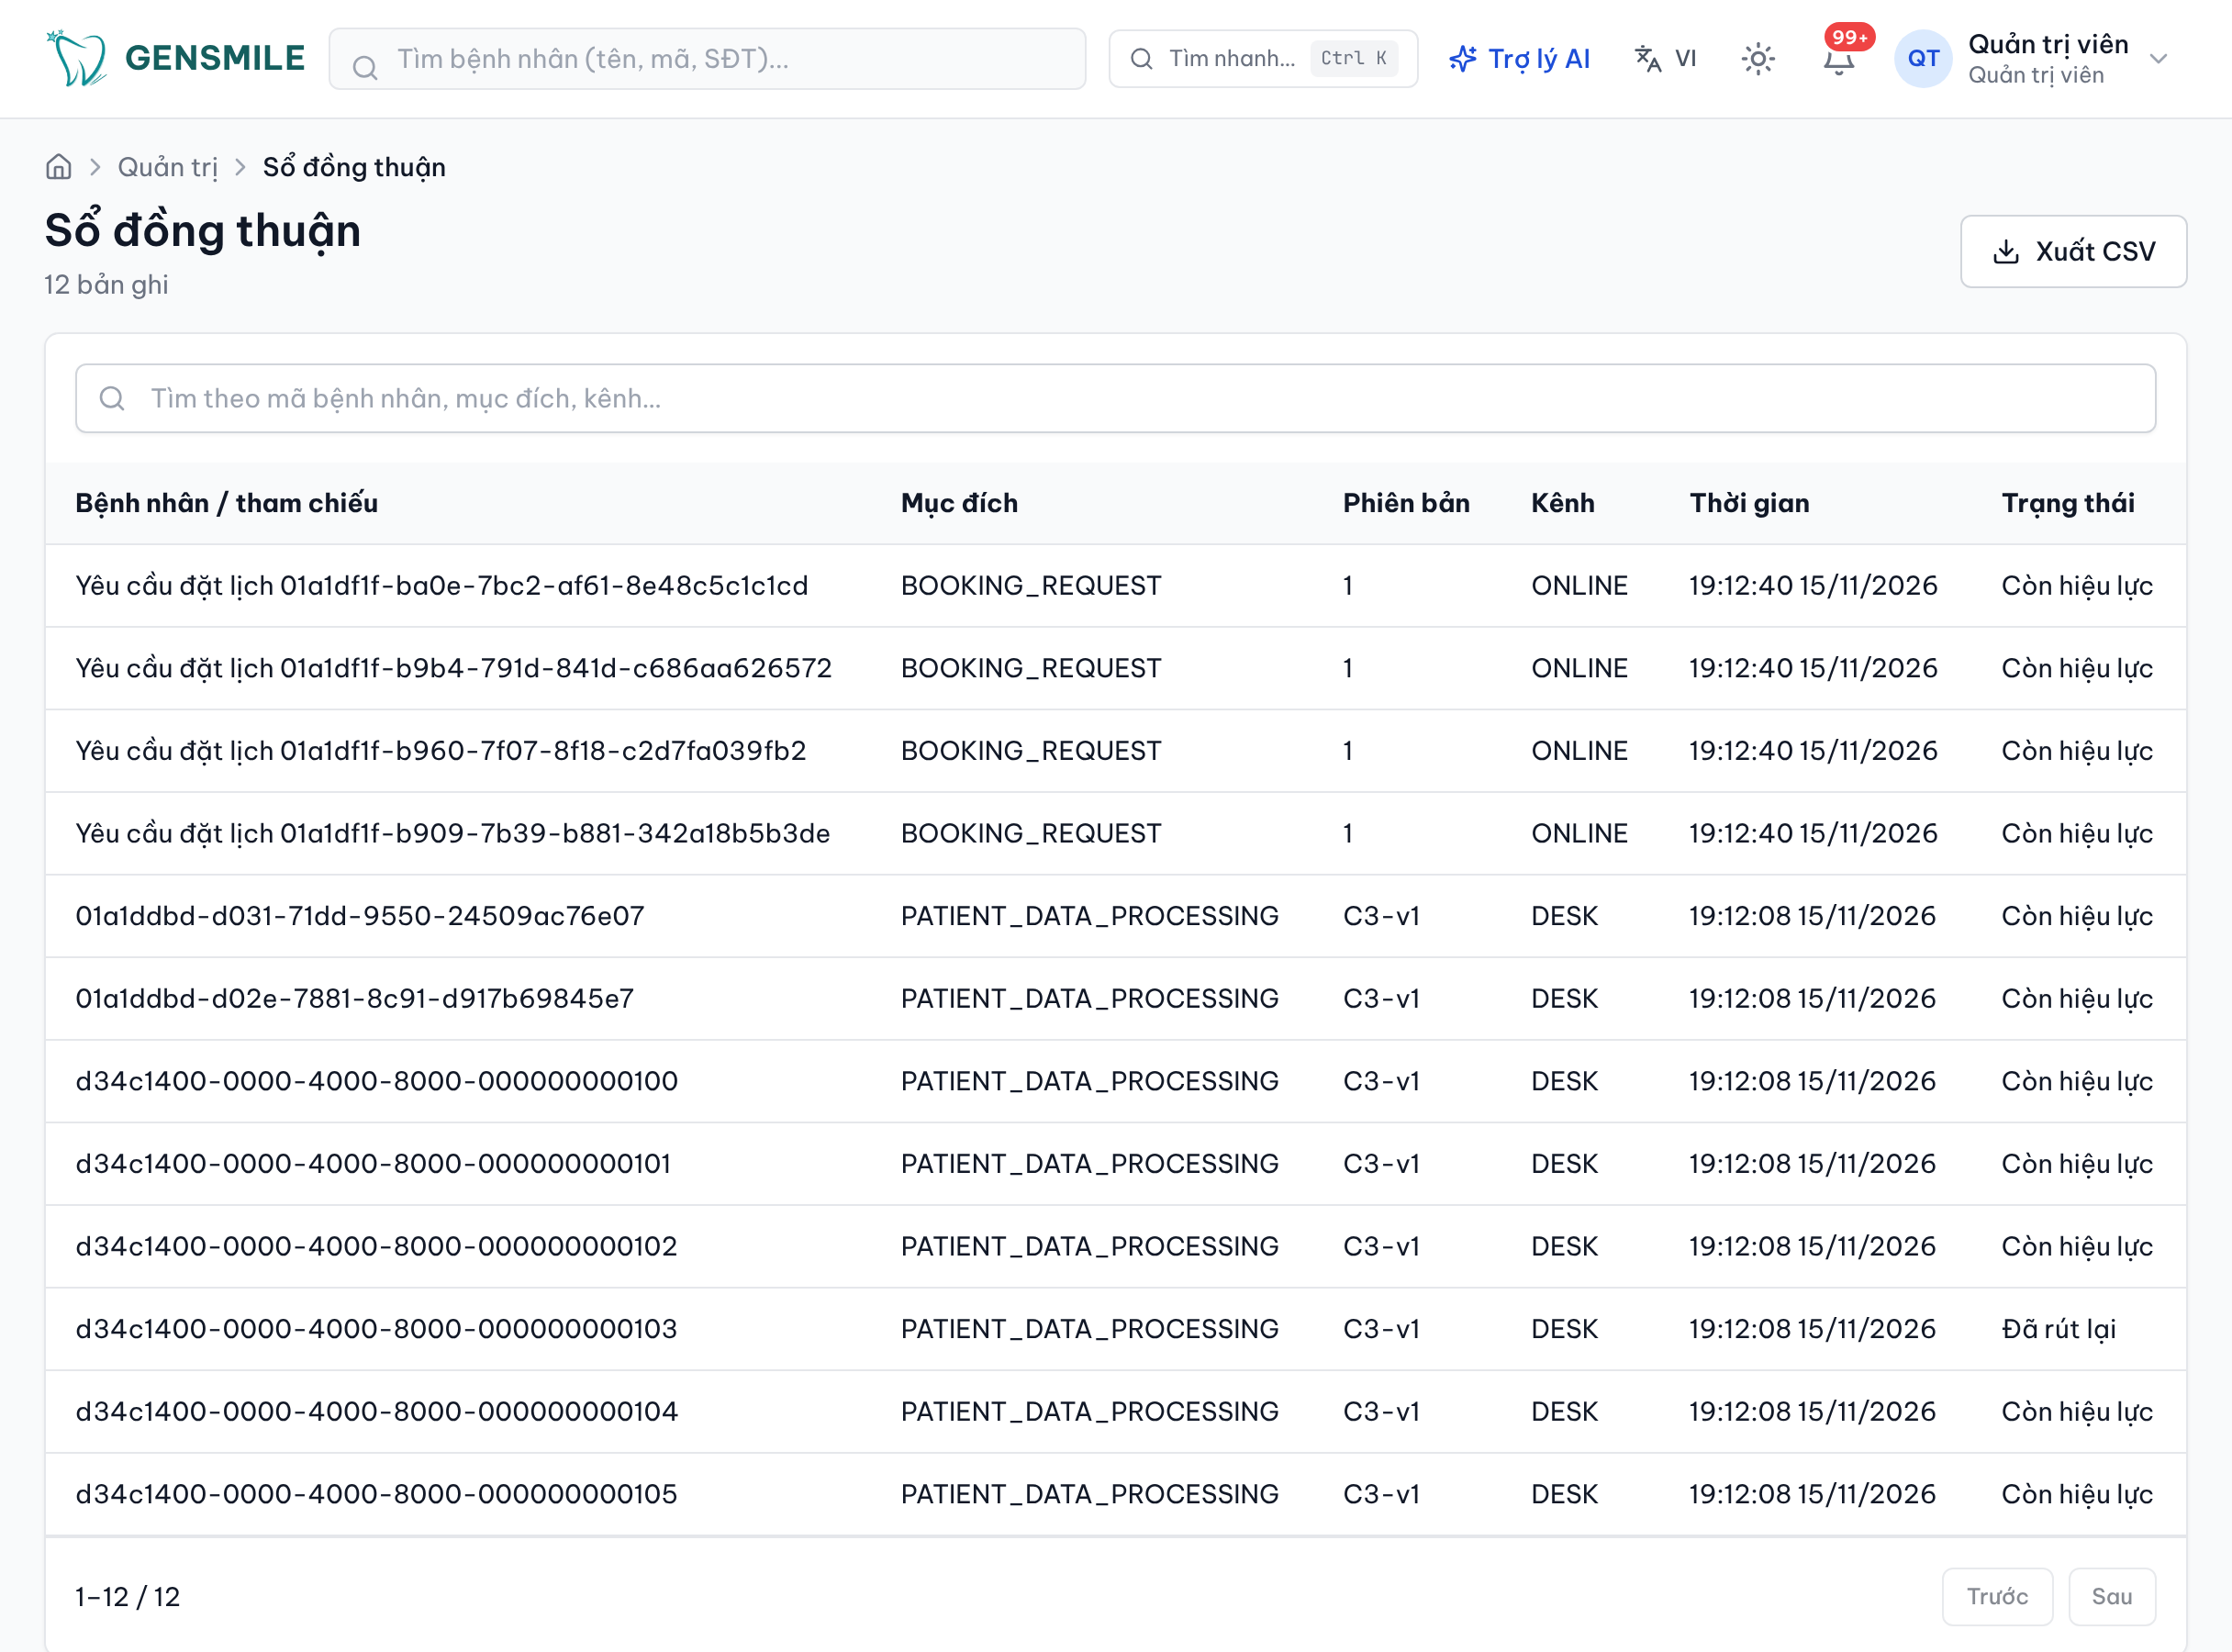 GENSMILE
Tìm bệnh nhân (tên, mã, SĐT)...
Tìm nhanh... Ctrl K
Trợ lý AI
VI
99+
QT
Quản trị viên
Quản trị viên
Quản trị > Sổ đồng thuận
Sổ đồng thuận
12 bản ghi
Xuất CSV
Tìm theo mã bệnh nhân, mục đích, kênh...
Bệnh nhân / tham chiếu Mục đích Phiên bản Kênh Thời gian Trạng thái
Yêu cầu đặt lịch 01a1df1f-ba0e-7bc2-af61-8e48c5c1c1cd BOOKING_REQUEST 1 ONLINE 19:12:40 15/11/2026 Còn hiệu lực
Yêu cầu đặt lịch 01a1df1f-b9b4-791d-841d-c686aa626572 BOOKING_REQUEST 1 ONLINE 19:12:40 15/11/2026 Còn hiệu lực
Yêu cầu đặt lịch 01a1df1f-b960-7f07-8f18-c2d7fa039fb2 BOOKING_REQUEST 1 ONLINE 19:12:40 15/11/2026 Còn hiệu lực
Yêu cầu đặt lịch 01a1df1f-b909-7b39-b881-342a18b5b3de BOOKING_REQUEST 1 ONLINE 19:12:40 15/11/2026 Còn hiệu lực
01a1ddbd-d031-71dd-9550-24509ac76e07 PATIENT_DATA_PROCESSING C3-v1 DESK 19:12:08 15/11/2026 Còn hiệu lực
01a1ddbd-d02e-7881-8c91-d917b69845e7 PATIENT_DATA_PROCESSING C3-v1 DESK 19:12:08 15/11/2026 Còn hiệu lực
d34c1400-0000-4000-8000-000000000100 PATIENT_DATA_PROCESSING C3-v1 DESK 19:12:08 15/11/2026 Còn hiệu lực
d34c1400-0000-4000-8000-000000000101 PATIENT_DATA_PROCESSING C3-v1 DESK 19:12:08 15/11/2026 Còn hiệu lực
d34c1400-0000-4000-8000-000000000102 PATIENT_DATA_PROCESSING C3-v1 DESK 19:12:08 15/11/2026 Còn hiệu lực
d34c1400-0000-4000-8000-000000000103 PATIENT_DATA_PROCESSING C3-v1 DESK 19:12:08 15/11/2026 Đã rút lại
d34c1400-0000-4000-8000-000000000104 PATIENT_DATA_PROCESSING C3-v1 DESK 19:12:08 15/11/2026 Còn hiệu lực
d34c1400-0000-4000-8000-000000000105 PATIENT_DATA_PROCESSING C3-v1 DESK 19:12:08 15/11/2026 Còn hiệu lực
1–12 / 12
Trước Sau